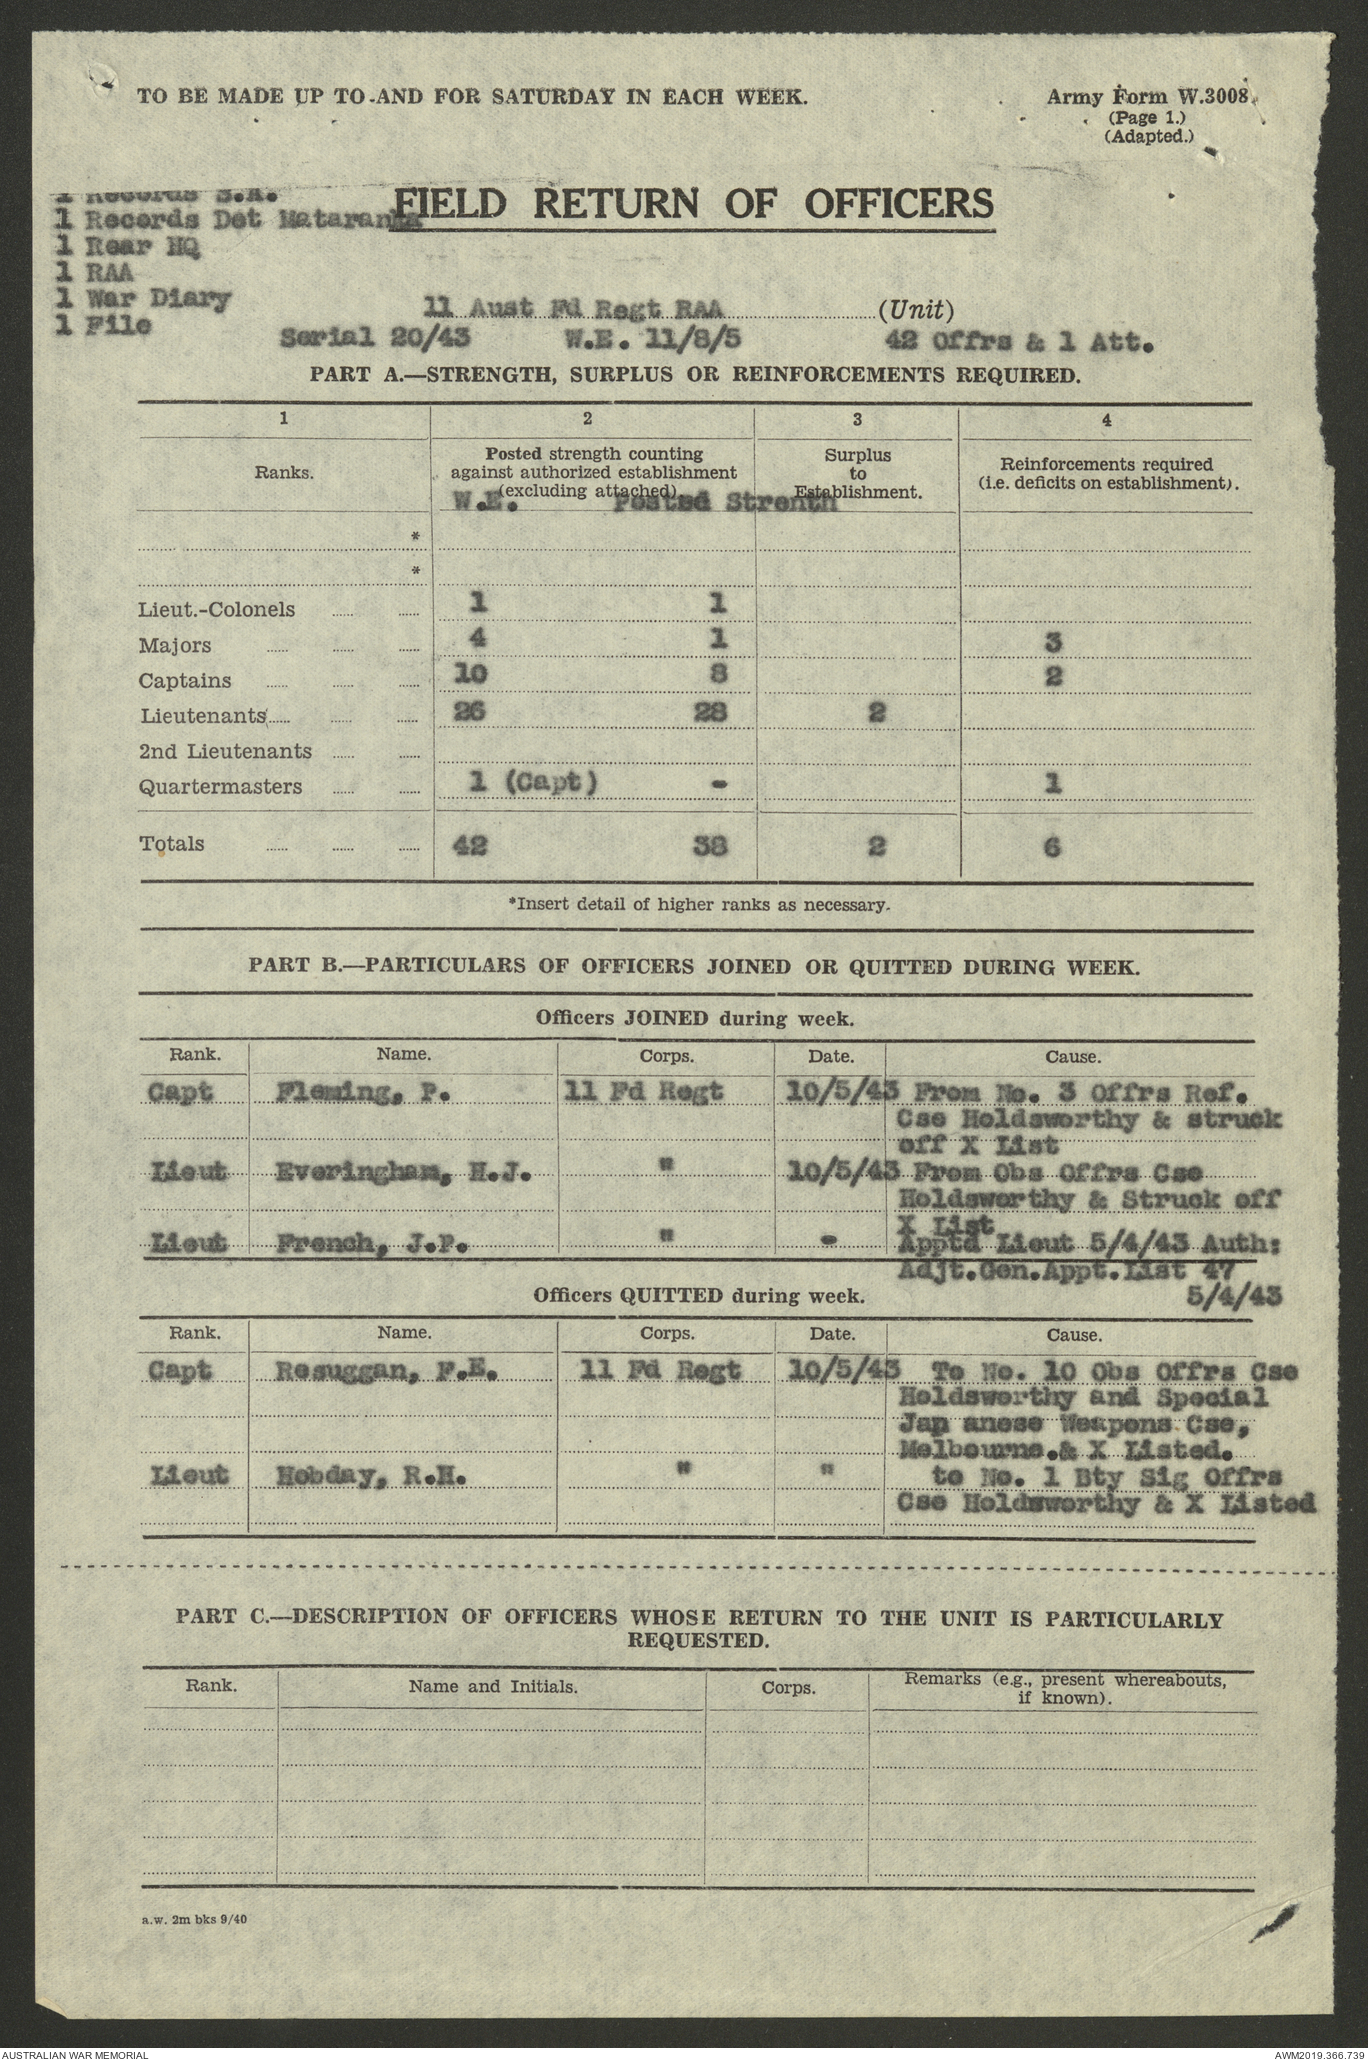 TO BE MADE UP TO AND FOR SATURDAY IN EACH WEEK.
Army Form W.3008.
(Page 1.)
(Adapted.)
1 Records S.A.
1 Records Det Mataranka
FIELD RETURN OF OFFICERS
1 Rear HQ
1 RAA
1 War Diary
1 File
11 Aust Fd Regt RAA (Unit)
Serial 20/43 W.E. 11/8/5 42 Offrs & 1 Att.
PART A.—STRENGTH, SURPLUS OR REINFORCEMENTS REQUIRED.
1 2 3 4
Ranks. Posted strength counting against authorized establishment (excluding attached). Surplus to Establishment. Reinforcements required (i.e. deficits on establishment).
W.E. Posted Strenth
*
*
Lieut.-Colonels 1 1
Majors 4 1 3
Captains 10 8 2
Lieutenants 26 28 2
2nd Lieutenants
Quartermasters 1 (Capt) - 1
Totals 42 38 2 6
*Insert detail of higher ranks as necessary.
PART B.—PARTICULARS OF OFFICERS JOINED OR QUITTED DURING WEEK.
Officers JOINED during week.
Rank. Name. Corps. Date. Cause.
Capt Fleming, P. 11 Fd Regt 10/5/43 From No. 3 Offrs Ref.
Cse Holdsworthy & struck
off X List
Lieut Everingham, H.J. " 10/5/43 From Obs Offrs Cse
Holdsworthy & Struck off
X List
Lieut French, J.P. " - Apptd Lieut 5/4/43 Auth:
Adjt.Gen.Appt.List 47
5/4/43
Officers QUITTED during week.
Rank. Name. Corps. Date. Cause.
Capt Resuggan, F.E. 11 Fd Regt 10/5/43 To No. 10 Obs Offrs Cse
Holdsworthy and Special
Jap anese Weapons Cse,
Melbourne.& X Listed.
Lieut Hobday, R.H. " " to No. 1 Bty Sig Offrs
Cse Holdsworthy & X Listed
PART C.—DESCRIPTION OF OFFICERS WHOSE RETURN TO THE UNIT IS PARTICULARLY
REQUESTED.
Rank. Name and Initials. Corps. Remarks (e.g., present whereabouts, if known).
a.w. 2m bks 9/40
AUSTRALIAN WAR MEMORIAL
AWM2019.366.739